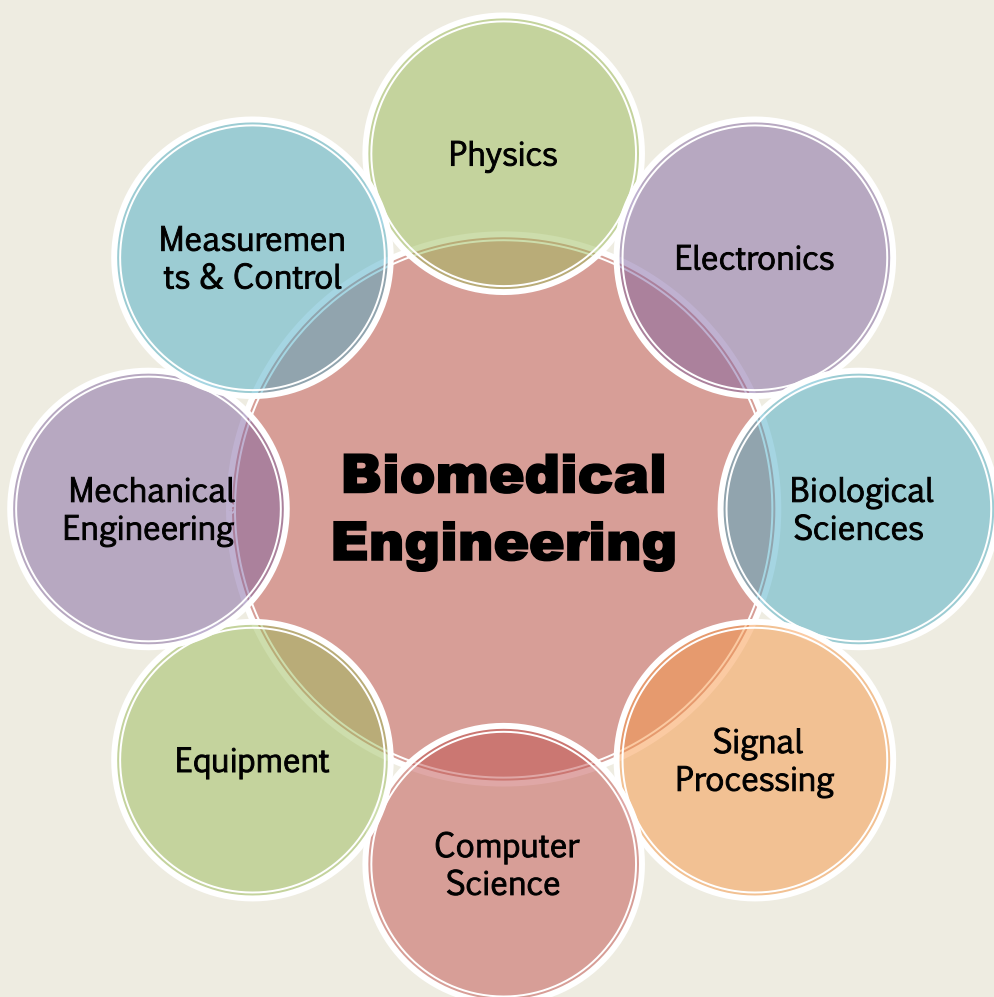 Physics
Electronics
Measuremen
ts & Control
Biomedical
Engineering
Mechanical
Engineering
Biological
Sciences
Equipment
Signal
Processing
Computer
Science